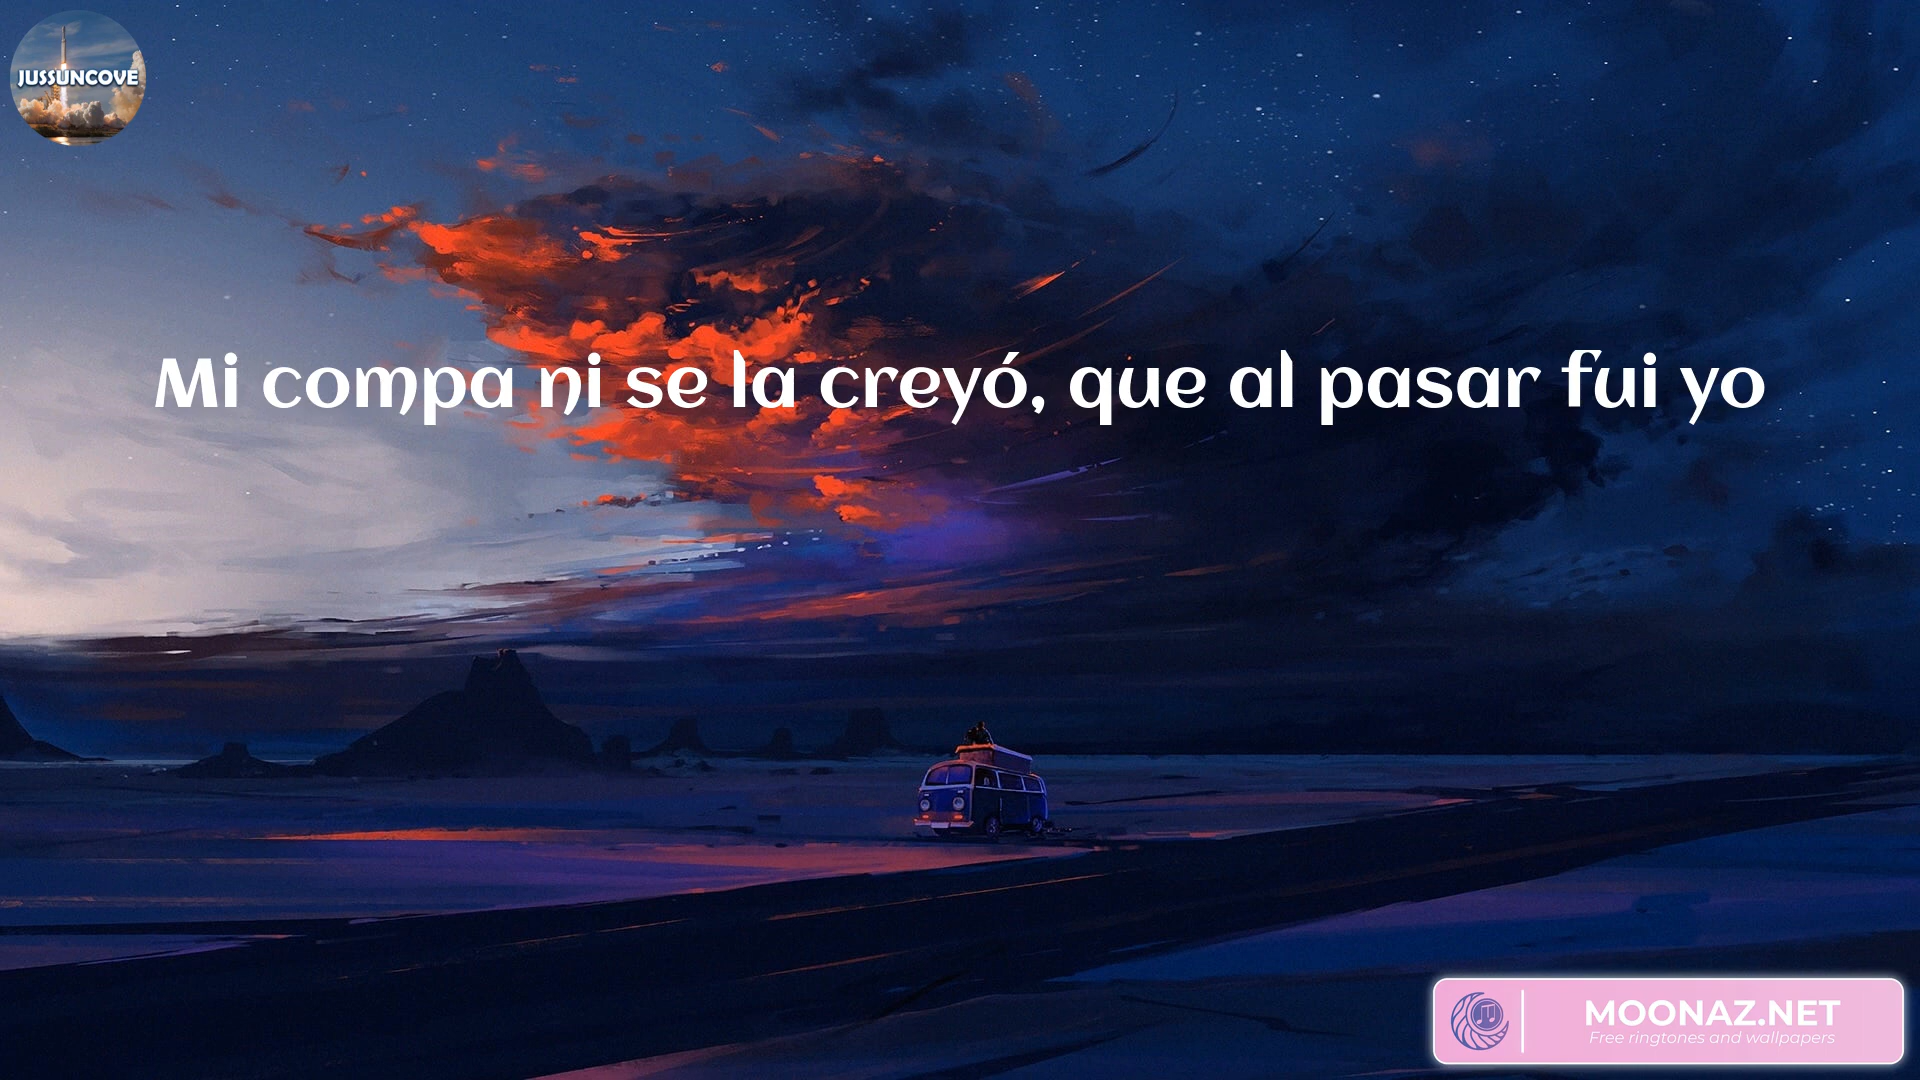 JUSSUNCOVE
Mi compa ni se la creyó, que al pasar fui yo
MOONAZ.NET
Free ringtones and wallpapers